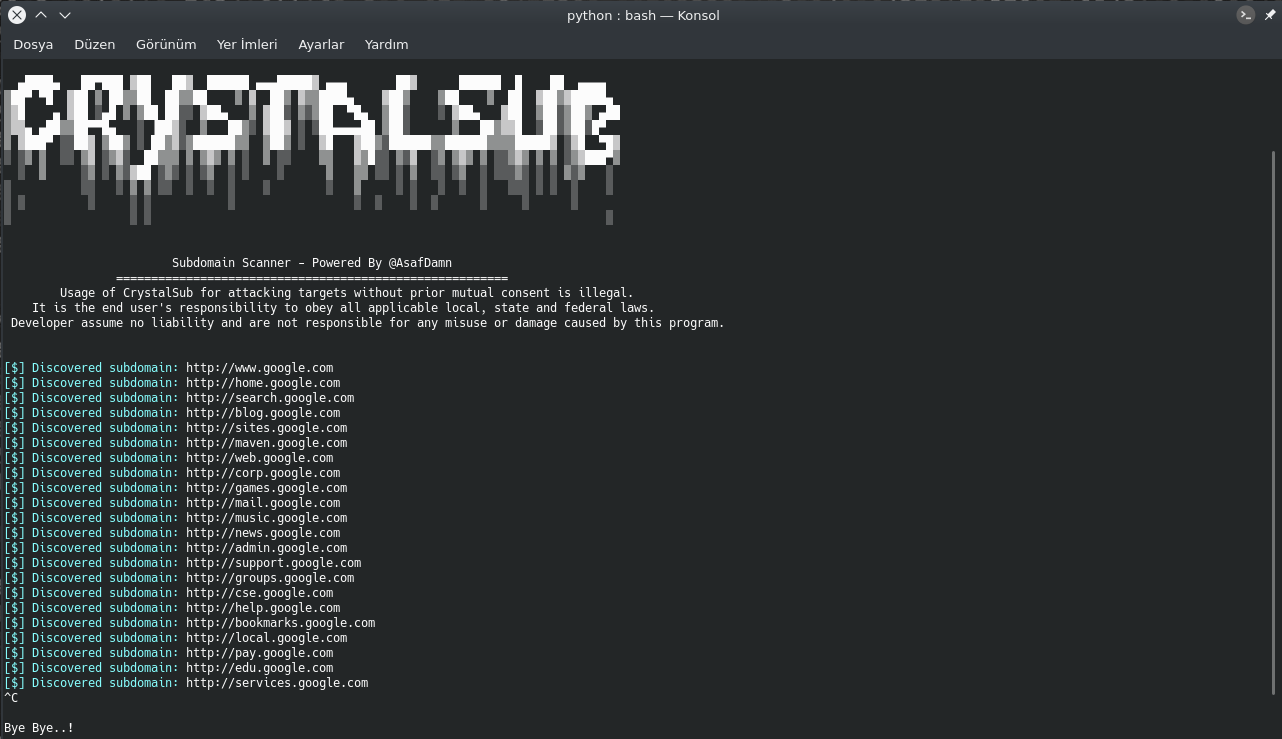 python : bash — Konsol
Dosya Düzen Görünüm Yer İmleri Ayarlar Yardım
CRYSTALSUB
Subdomain Scanner - Powered By @AsafDamn
========================================================
Usage of CrystalSub for attacking targets without prior mutual consent is illegal.
It is the end user's responsibility to obey all applicable local, state and federal laws.
Developer assume no liability and are not responsible for any misuse or damage caused by this program.
[$] Discovered subdomain: http://www.google.com
[$] Discovered subdomain: http://home.google.com
[$] Discovered subdomain: http://search.google.com
[$] Discovered subdomain: http://blog.google.com
[$] Discovered subdomain: http://sites.google.com
[$] Discovered subdomain: http://maven.google.com
[$] Discovered subdomain: http://web.google.com
[$] Discovered subdomain: http://corp.google.com
[$] Discovered subdomain: http://games.google.com
[$] Discovered subdomain: http://mail.google.com
[$] Discovered subdomain: http://music.google.com
[$] Discovered subdomain: http://news.google.com
[$] Discovered subdomain: http://admin.google.com
[$] Discovered subdomain: http://support.google.com
[$] Discovered subdomain: http://groups.google.com
[$] Discovered subdomain: http://cse.google.com
[$] Discovered subdomain: http://help.google.com
[$] Discovered subdomain: http://bookmarks.google.com
[$] Discovered subdomain: http://local.google.com
[$] Discovered subdomain: http://pay.google.com
[$] Discovered subdomain: http://edu.google.com
[$] Discovered subdomain: http://services.google.com
^C
Bye Bye..!